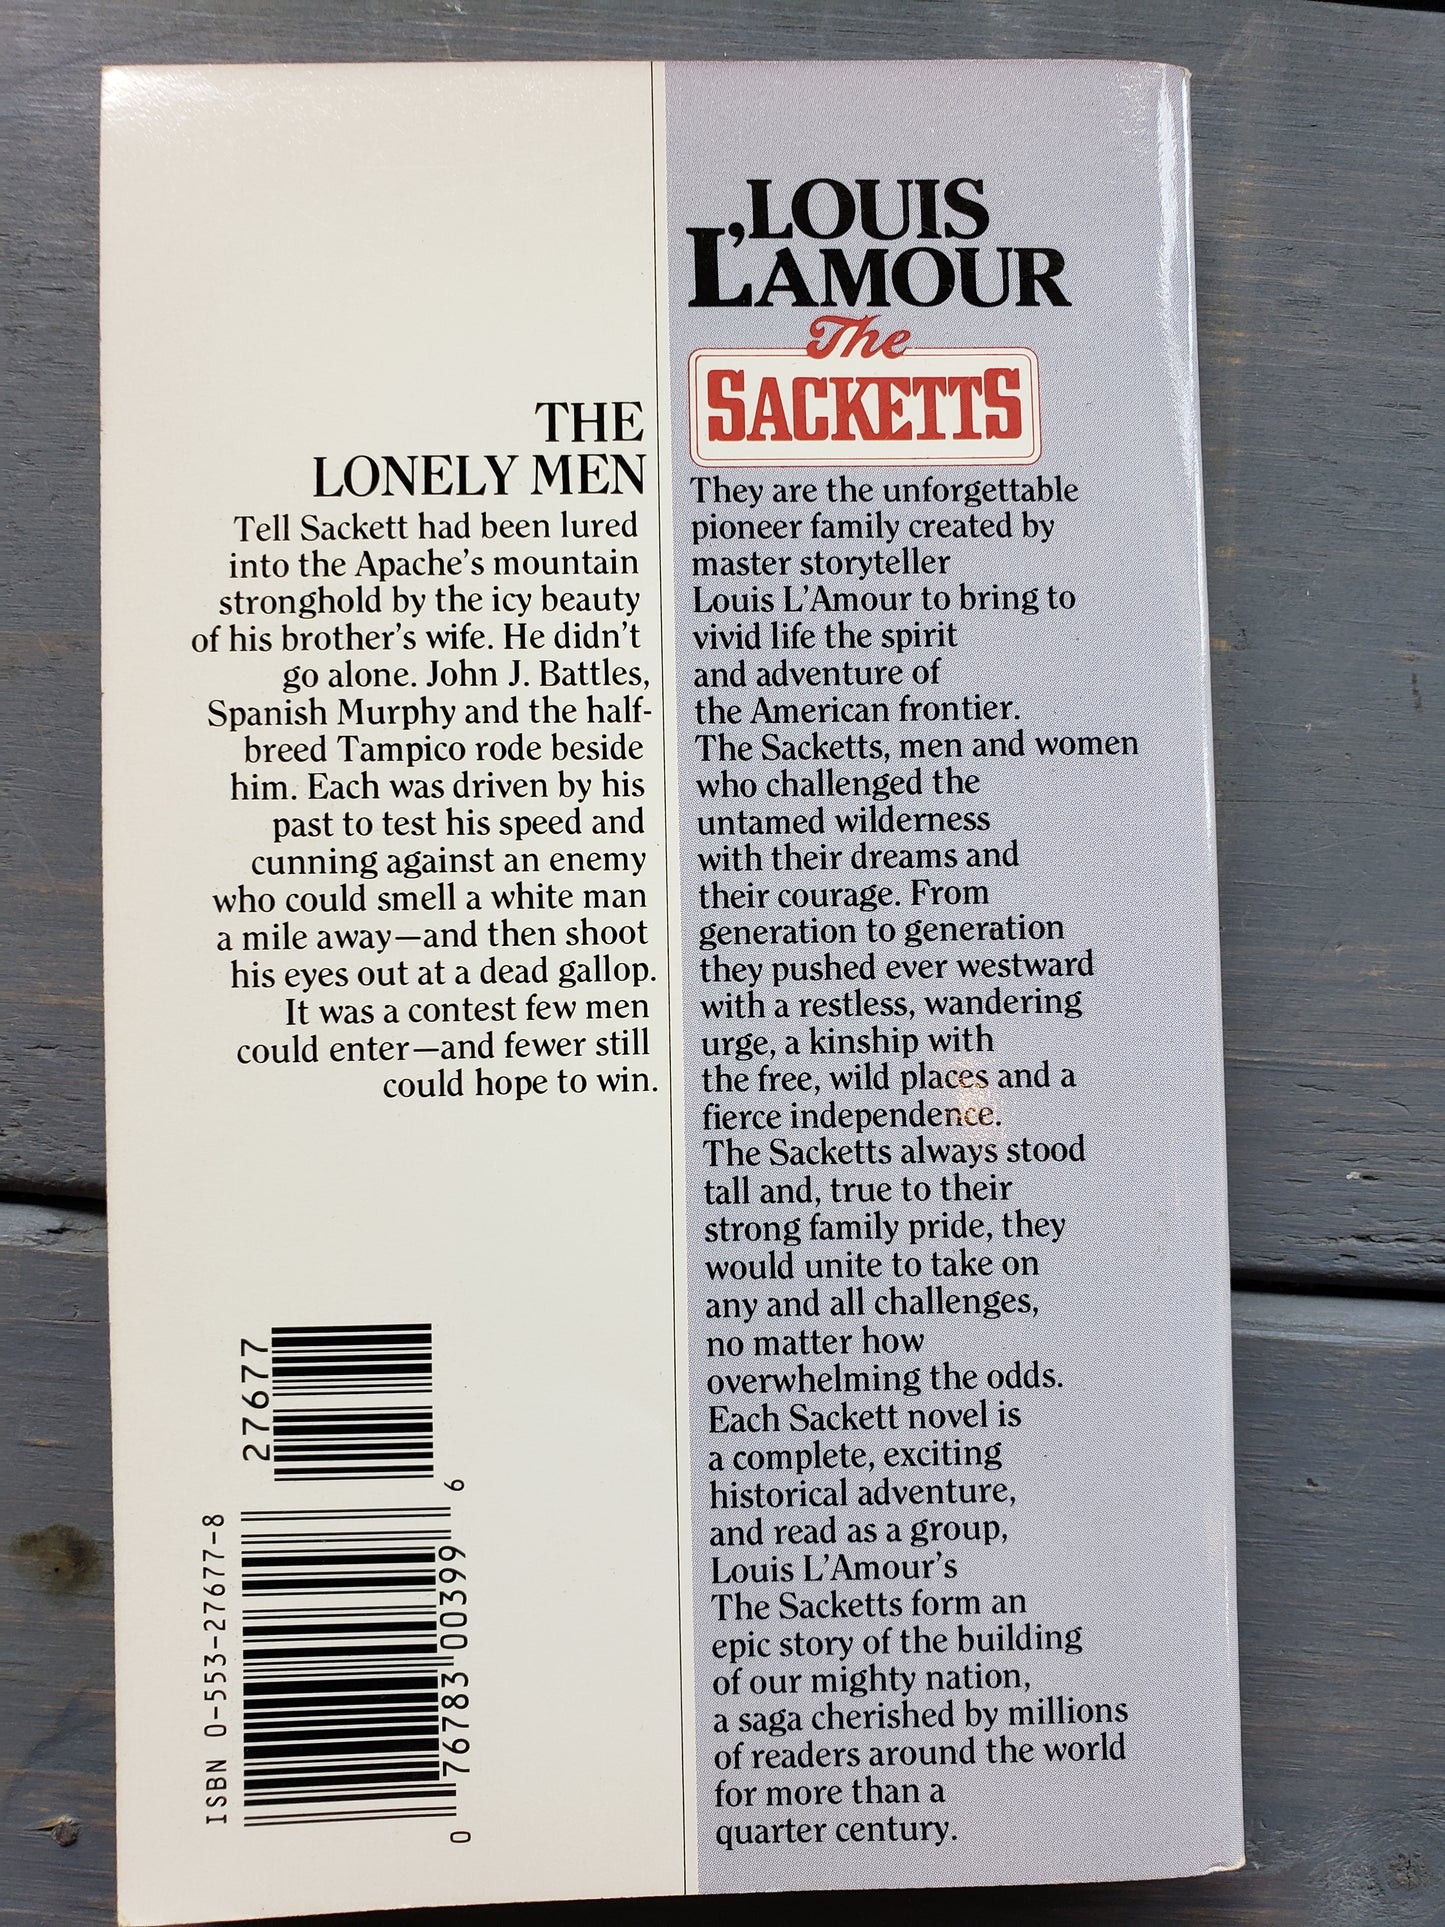 THE
LONELY MEN
Tell Sackett had been lured
into the Apache's mountain
stronghold by the icy beauty
of his brother's wife. He didn't
go alone. John J. Battles,
Spanish Murphy and the half-
breed Tampico rode beside
him. Each was driven by his
past to test his speed and
cunning against an enemy
who could smell a white man
a mile away—and then shoot
his eyes out at a dead gallop.
It was a contest few men
could enter—and fewer still
could hope to win.
27677
ISBN 0-553-27677-8
0 76783 00399 6
LOUIS
L'AMOUR
The
SACKETTS
They are the unforgettable
pioneer family created by
master storyteller
Louis L'Amour to bring to
vivid life the spirit
and adventure of
the American frontier.
The Sacketts, men and women
who challenged the
untamed wilderness
with their dreams and
their courage. From
generation to generation
they pushed ever westward
with a restless, wandering
urge, a kinship with
the free, wild places and a
fierce independence.
The Sacketts always stood
tall and, true to their
strong family pride, they
would unite to take on
any and all challenges,
no matter how
overwhelming the odds.
Each Sackett novel is
a complete, exciting
historical adventure,
and read as a group,
Louis L'Amour's
The Sacketts form an
epic story of the building
of our mighty nation,
a saga cherished by millions
of readers around the world
for more than a
quarter century.